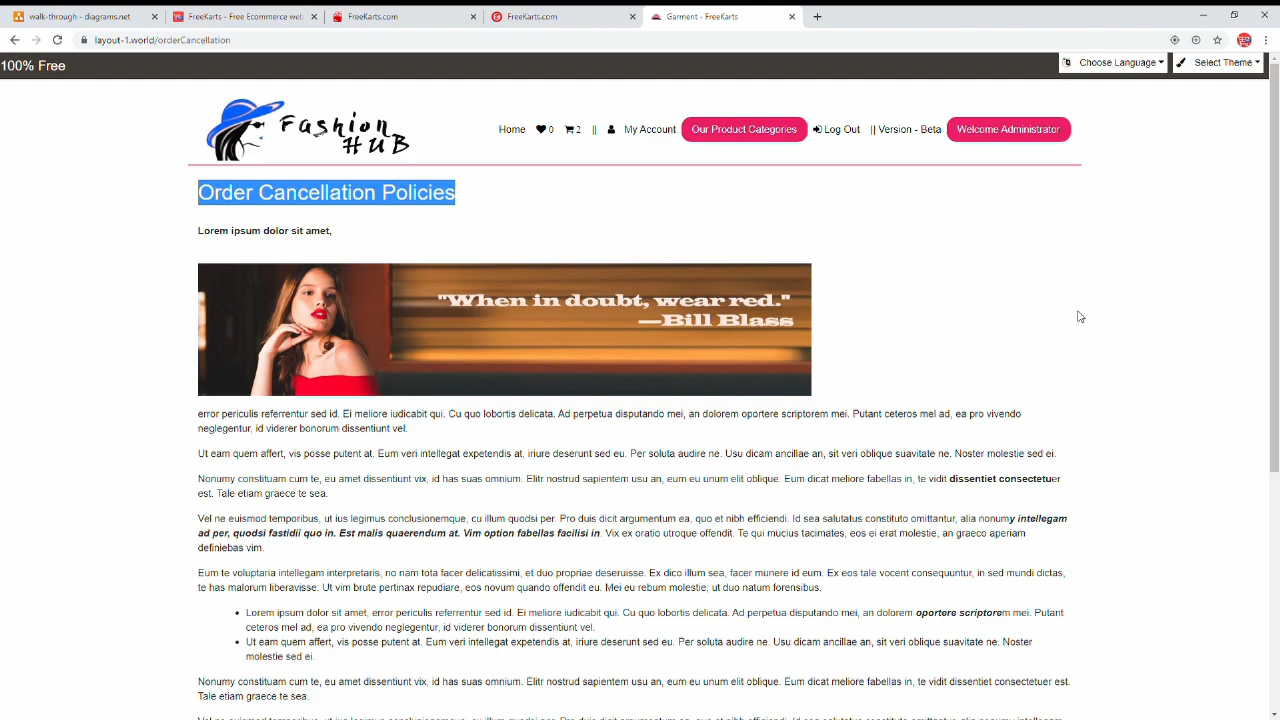 walk-through - diagrams.net
FreeKarts - Free Ecommerce web
FreeKarts.com
FreeKarts.com
Garment - FreeKarts
layout-1.world/orderCancellation
100% Free
Choose Language
Select Theme
Fashion
HUB
Home
0
2
||
My Account
Our Product Categories
Log Out
|| Version - Beta
Welcome Administrator
Order Cancellation Policies
Lorem ipsum dolor sit amet,
"When in doubt, wear red."
—Bill Blass
error periculis referrentur sed id. Ei meliore iudicabit qui. Cu quo lobortis delicata. Ad perpetua disputando mei, an dolorem oportere scriptorem mei. Putant ceteros mel ad, ea pro vivendo
neglegentur, id viderer bonorum dissentiunt vel.
Ut eam quem affert, vis posse putent at. Eum veri intellegat expetendis at, iriure deserunt sed eu. Per soluta audire ne. Usu dicam ancillae an, sit veri oblique suavitate ne. Noster molestie sed ei.
Nonumy constituam cum te, eu amet dissentiunt vix, id has suas omnium. Elitr nostrud sapientem usu an, eum eu unum elit oblique. Eum dicat meliore fabellas in, te vidit dissentiet consectetuer
est. Tale etiam graece te sea.
Vel ne euismod temporibus, ut ius legimus conclusionemque, cu illum quodsi per. Pro duis dicit argumentum ea, quo et nibh efficiendi. Id sea salutatus constituto omittantur, alia nonumy intellegam
ad per, quodsi fastidii quo in. Est malis quaerendum at. Vim option fabellas facilisi in. Vix ex oratio utroque offendit. Te qui mucius tacimates, eos ei erat molestie, an graeco aperiam
definiebas vim.
Eum te voluptaria intellegam interpretaris, no nam tota facer delicatissimi, et duo propriae deseruisse. Ex dico illum sea, facer munere id eum. Ex eos tale vocent consequuntur, in sed mundi dictas,
te has malorum liberavisse. Ut vim brute pertinax repudiare, eos novum quando offendit eu. Mei eu rebum molestie, ut duo natum forensibus.
• Lorem ipsum dolor sit amet, error periculis referrentur sed id. Ei meliore iudicabit qui. Cu quo lobortis delicata. Ad perpetua disputando mei, an dolorem oportere scriptorem mei. Putant
ceteros mel ad, ea pro vivendo neglegentur, id viderer bonorum dissentiunt vel.
• Ut eam quem affert, vis posse putent at. Eum veri intellegat expetendis at, iriure deserunt sed eu. Per soluta audire ne. Usu dicam ancillae an, sit veri oblique suavitate ne. Noster
molestie sed ei.
Nonumy constituam cum te, eu amet dissentiunt vix, id has suas omnium. Elitr nostrud sapientem usu an, eum eu unum elit oblique. Eum dicat meliore fabellas in, te vidit dissentiet consectetuer est.
Tale etiam graece te sea.